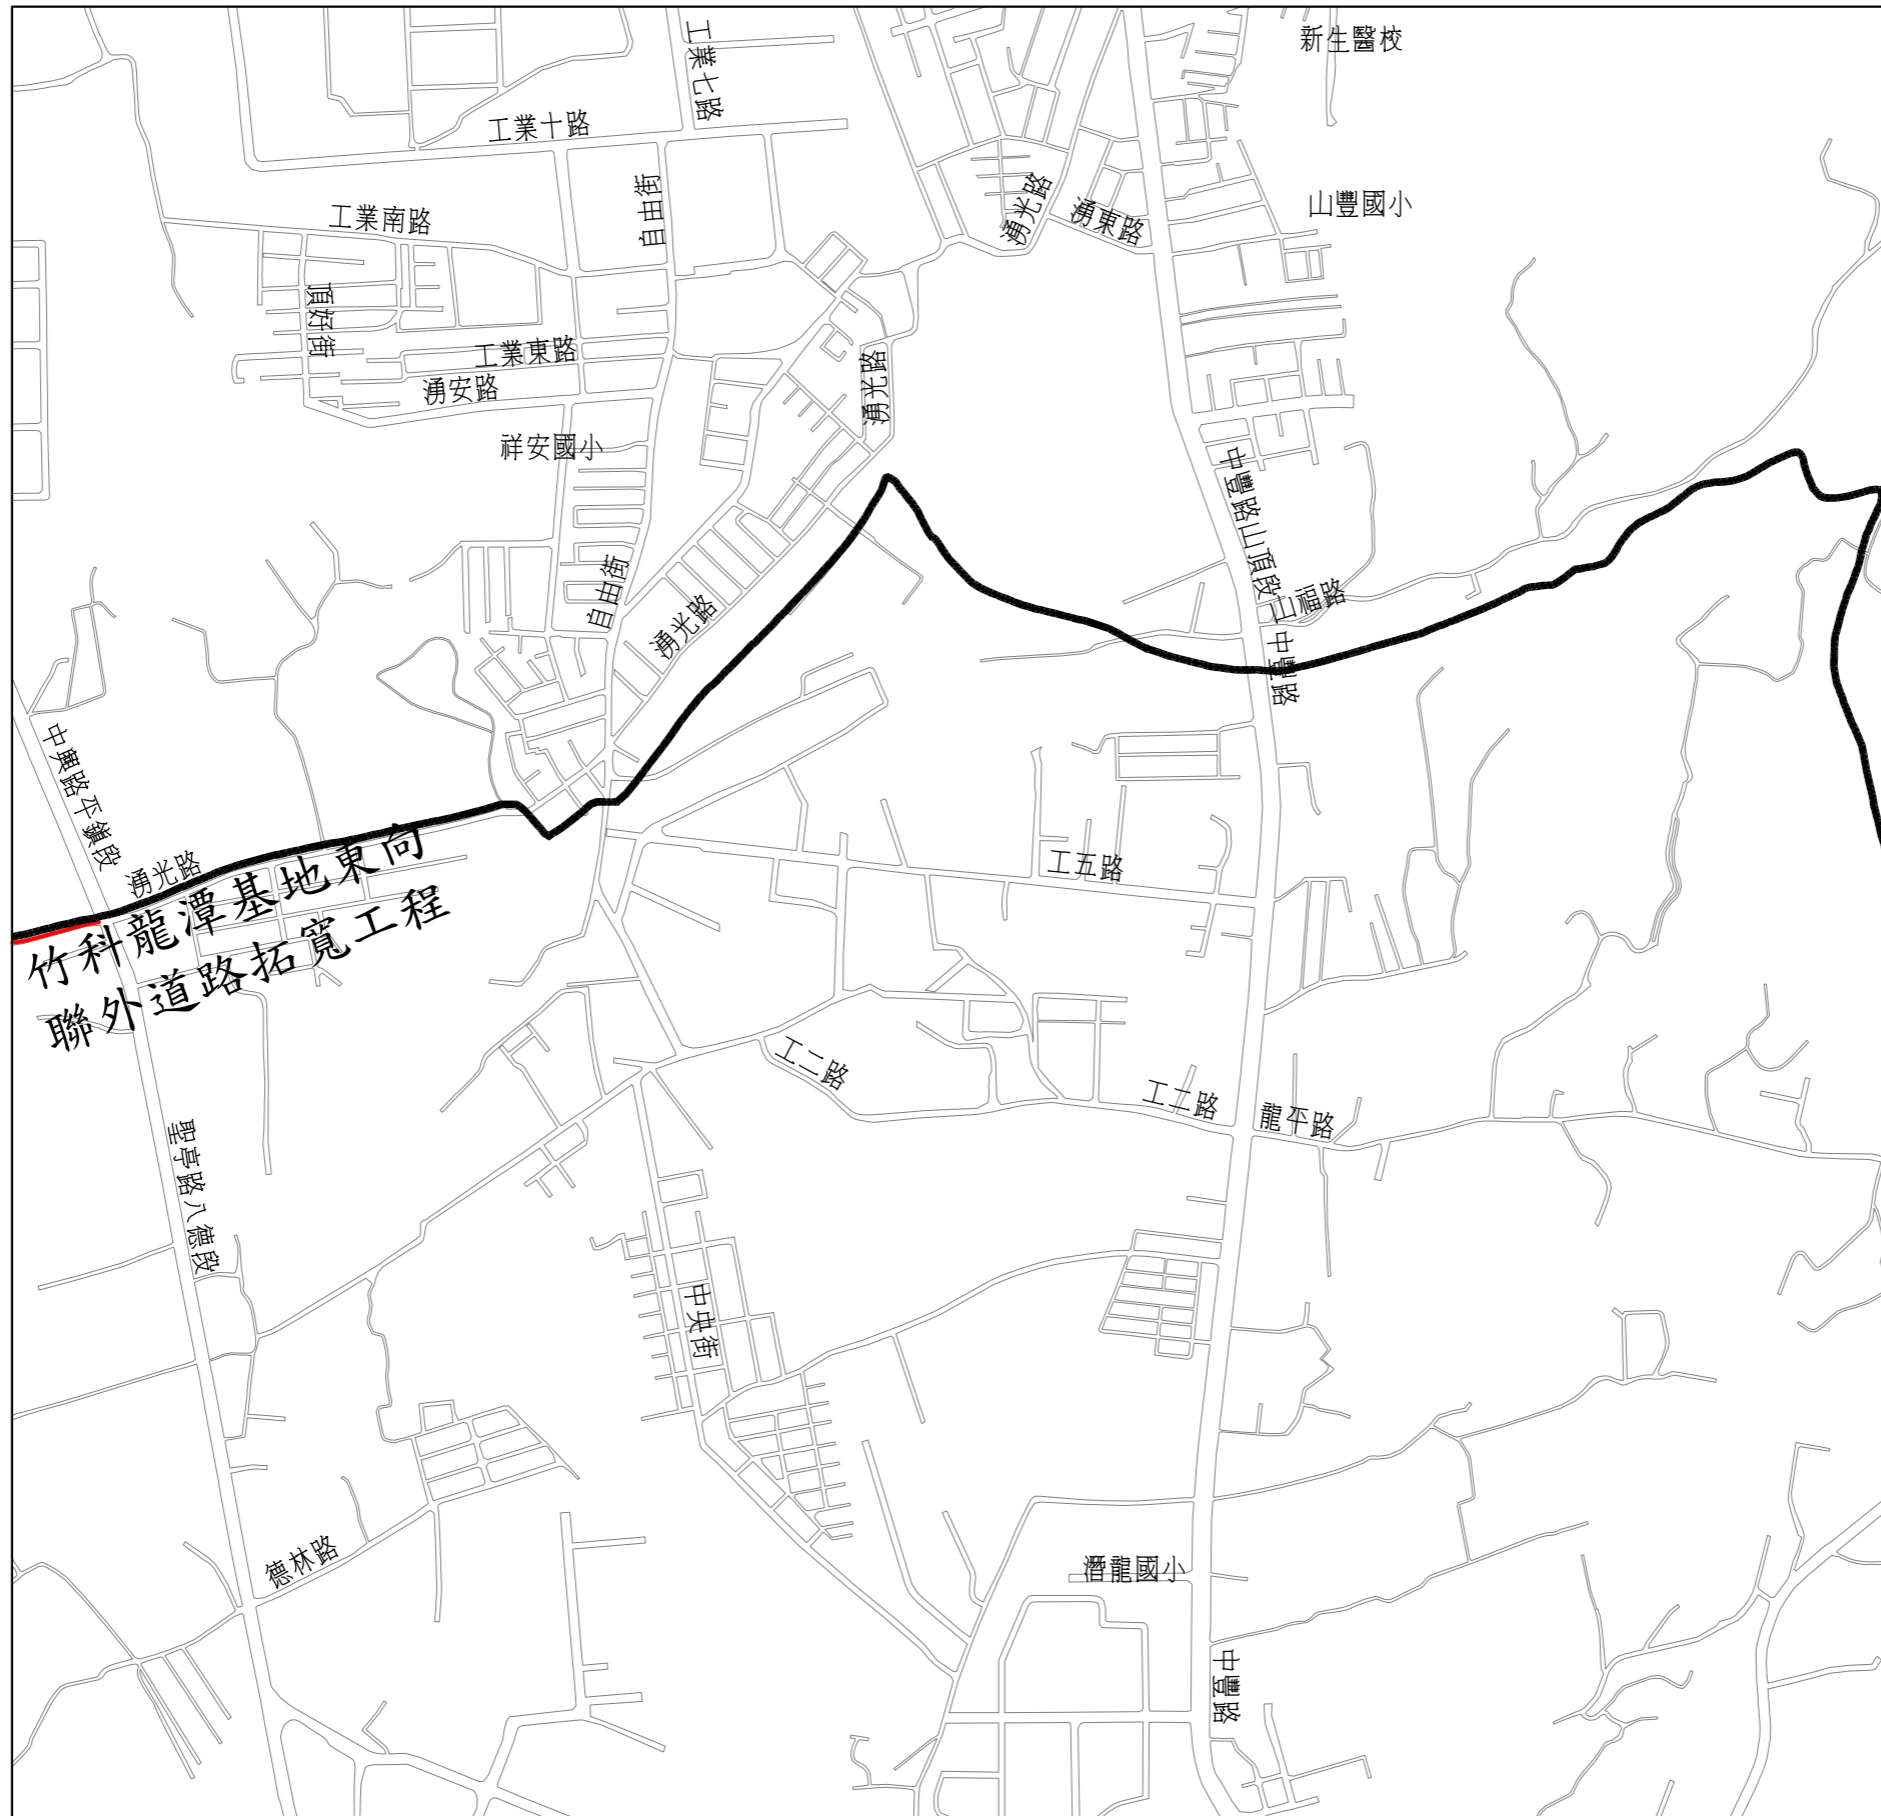 新生醫校
工業七路
工業十路
自由街
山豐國小
湧光路
湧東路
工業南路
頂好街
工業東路
湧安路
湧光路
祥安國小
中豐路山頂段
自由街
湧光路
山福路
中豐路
中興路平鎮段
湧光路
工五路
竹科龍潭基地東向
聯外道路拓寬工程
工二路
工二路
龍平路
聖亭路八德段
中央街
德林路
潛龍國小
中豐路